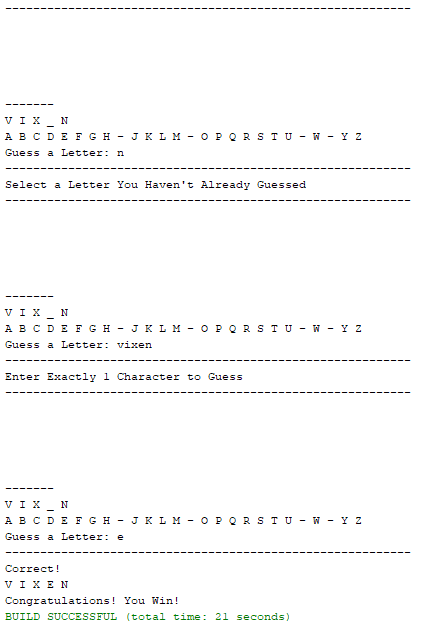 ----------------------------------------------------------
-------
V I X _ N
A B C D E F G H - J K L M - O P Q R S T U - W - Y Z
Guess a Letter: n
----------------------------------------------------------
Select a Letter You Haven't Already Guessed
----------------------------------------------------------
-------
V I X _ N
A B C D E F G H - J K L M - O P Q R S T U - W - Y Z
Guess a Letter: vixen
----------------------------------------------------------
Enter Exactly 1 Character to Guess
----------------------------------------------------------
-------
V I X _ N
A B C D E F G H - J K L M - O P Q R S T U - W - Y Z
Guess a Letter: e
----------------------------------------------------------
Correct!
V I X E N
Congratulations! You Win!
BUILD SUCCESSFUL (total time: 21 seconds)